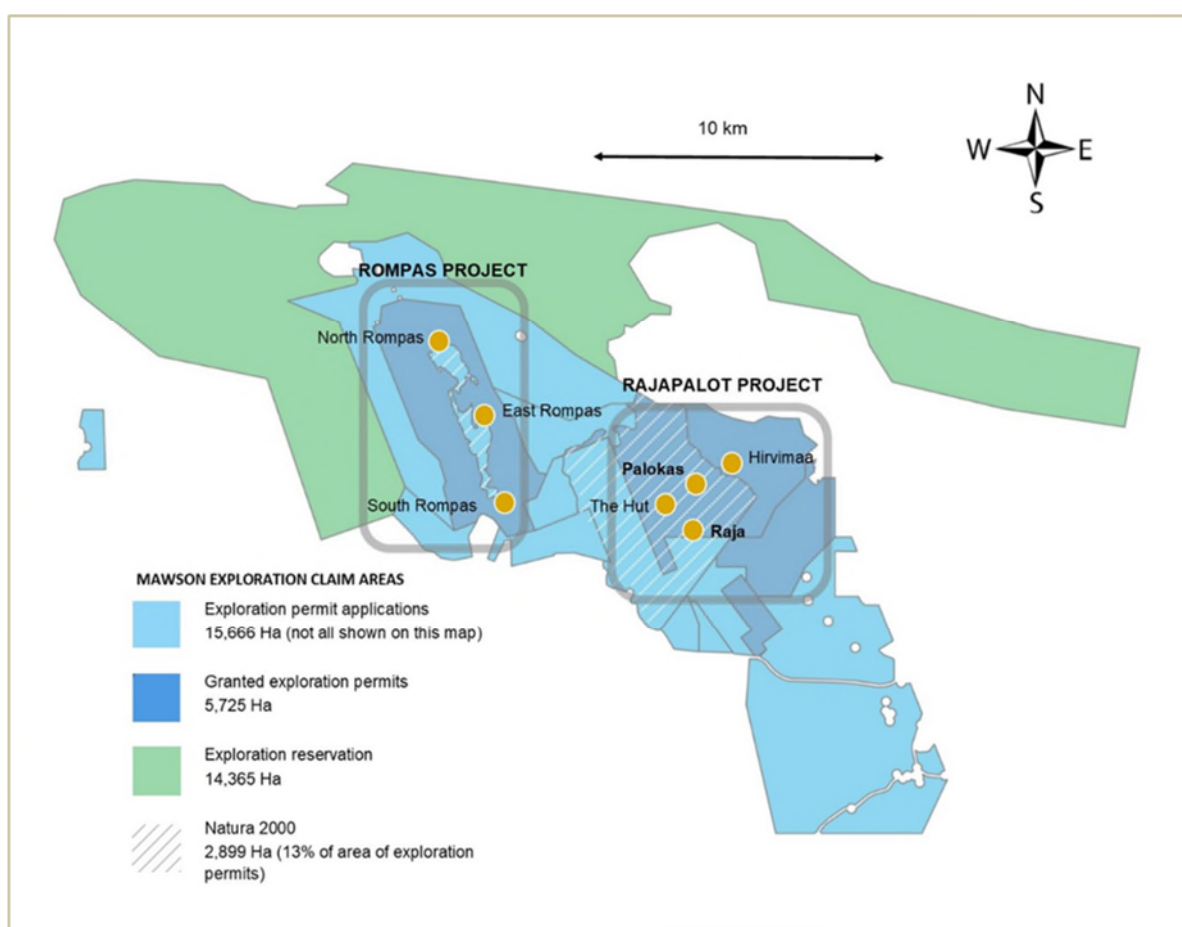 N
10 km
W E
S
ROMPAS PROJECT
North Rompas
RAJAPALOT PROJECT
East Rompas
Hirvimaa
Palokas
South Rompas
The Hut
Raja
MAWSON EXPLORATION CLAIM AREAS
Exploration permit applications
15,666 Ha (not all shown on this map)
Granted exploration permits
5,725 Ha
Exploration reservation
14,365 Ha
Natura 2000
2,899 Ha (13% of area of exploration
permits)